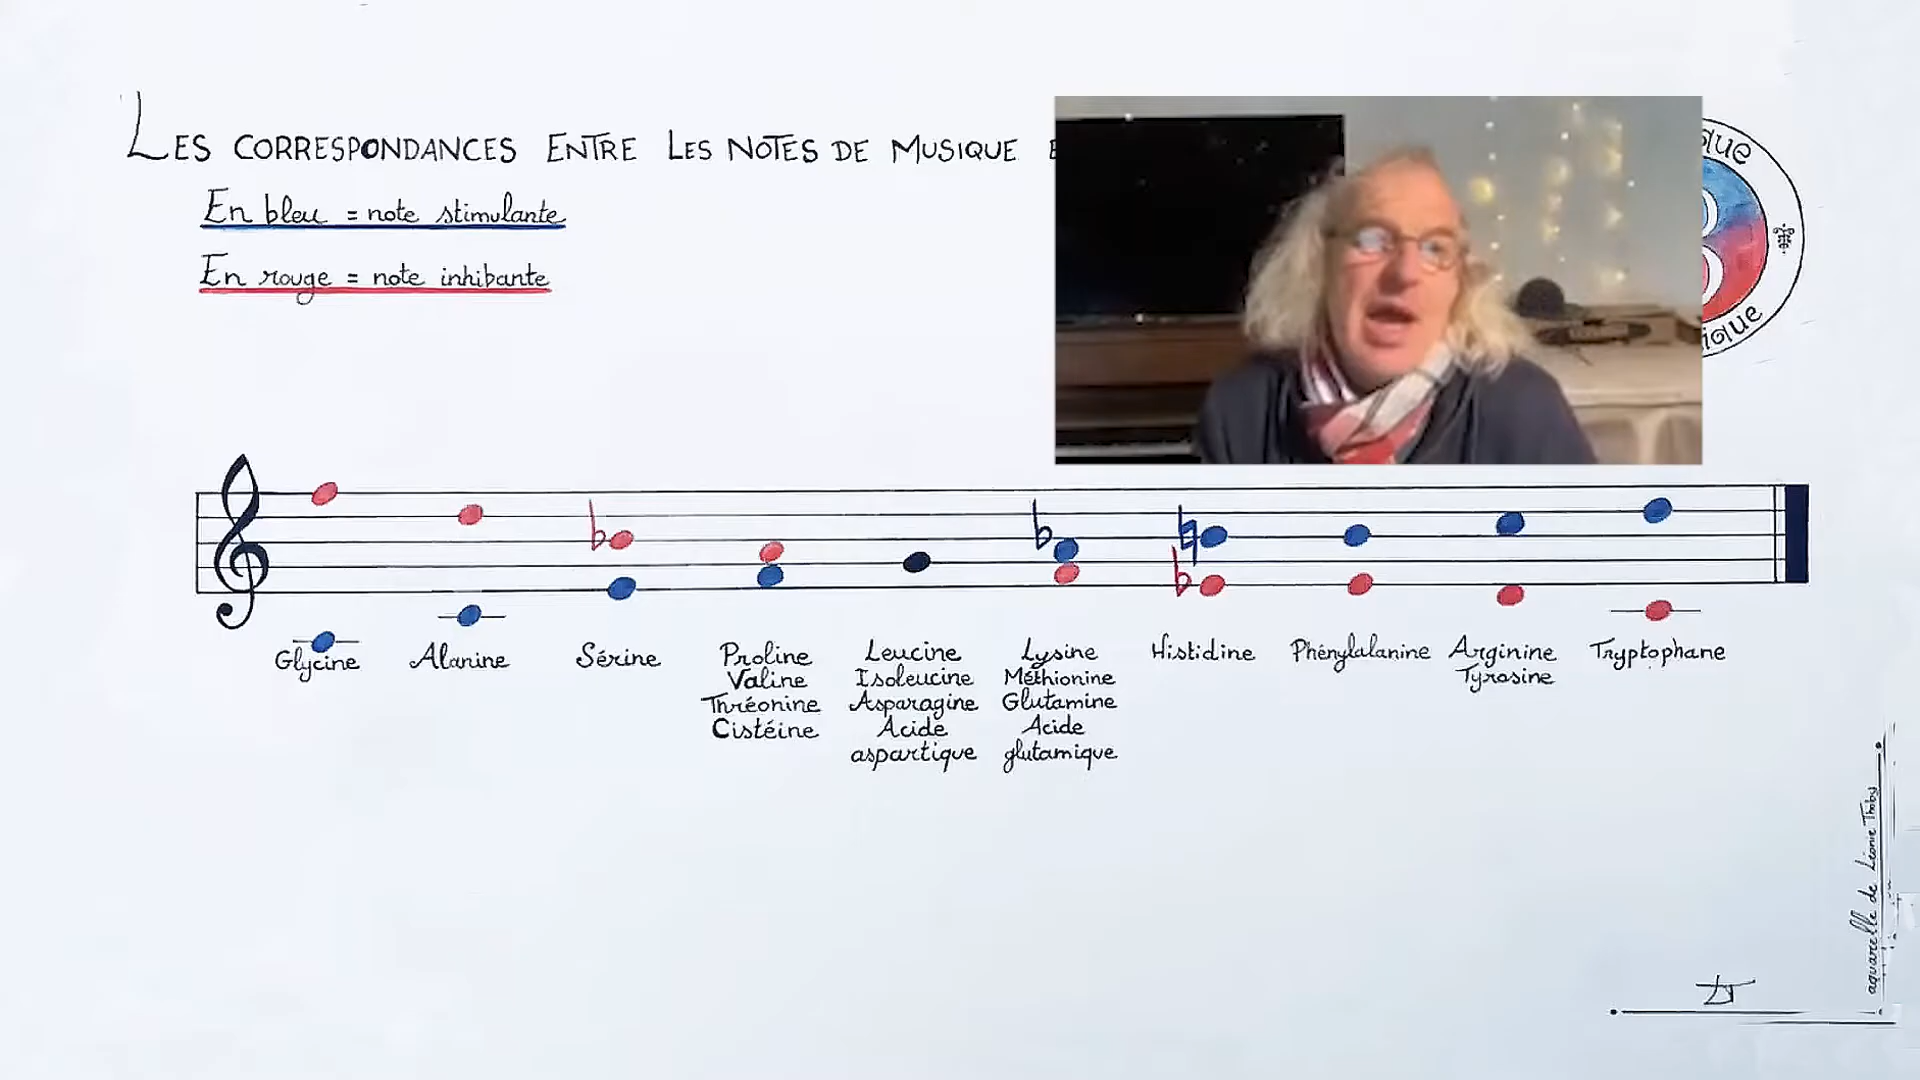 LES CORRESPONDANCES ENTRE LES NOTES DE MUSIQUE
En bleu = note stimulante
En rouge = note inhibante
Glycine
Alanine
Sérine
Proline
Valine
Thréonine
Cistéine
Leucine
Isoleucine
Asparagine
Acide
aspartique
Lysine
Méthionine
Glutamine
Acide
glutamique
Histidine
Phénylalanine
Arginine
Tyrosine
Tryptophane
aquarelle de Léonie Thoby